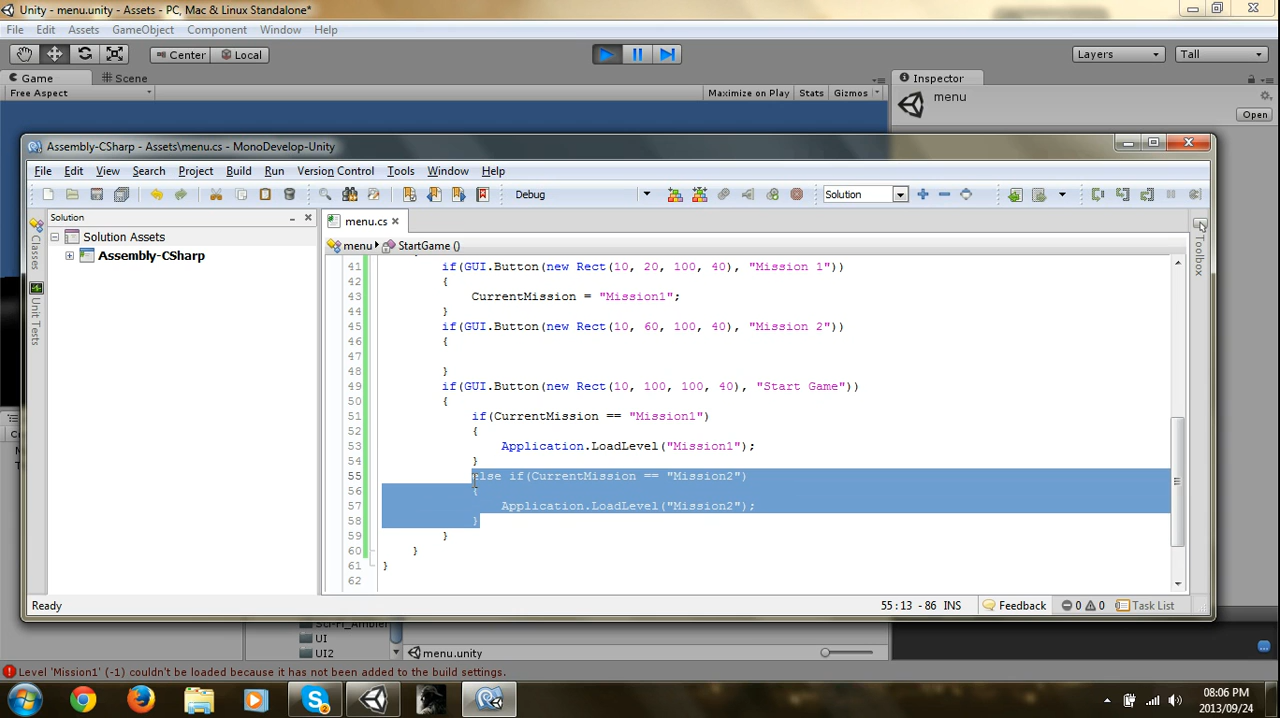 Unity - menu.unity - Assets - PC, Mac & Linux Standalone*
File Edit Assets GameObject Component Window Help
Center Local Layers Tall
Game Scene Inspector
Free Aspect Maximize on Play Stats Gizmos menu
Open
Assembly-CSharp - Assets\menu.cs - MonoDevelop-Unity
File Edit View Search Project Build Run Version Control Tools Window Help
Debug Solution
Solution menu.cs
Solution Assets menu StartGame ()
Assembly-CSharp
Classes
Unit Tests
Toolbox
41 if(GUI.Button(new Rect(10, 20, 100, 40), "Mission 1"))
42 {
43 CurrentMission = "Mission1";
44 }
45 if(GUI.Button(new Rect(10, 60, 100, 40), "Mission 2"))
46 {
47
48 }
49 if(GUI.Button(new Rect(10, 100, 100, 40), "Start Game"))
50 {
51 if(CurrentMission == "Mission1")
52 {
53 Application.LoadLevel("Mission1");
54 }
55 else if(CurrentMission == "Mission2")
56 {
57 Application.LoadLevel("Mission2");
58 }
59 }
60 }
61 }
62
Ready 55 : 13 - 86 INS Feedback 0 0 Task List
UI
UI2 menu.unity
Level 'Mission1' (-1) couldn't be loaded because it has not been added to the build settings.
08:06 PM
2013/09/24